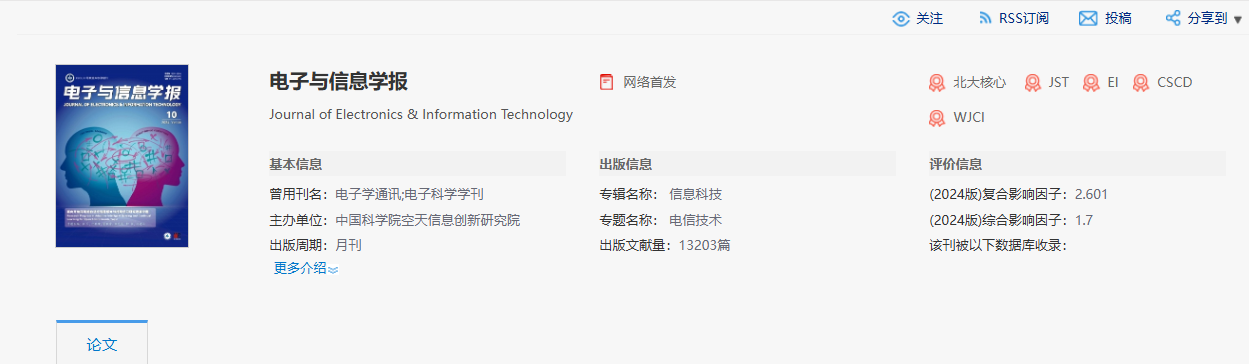 关注 RSS订阅 投稿 分享到
电子与信息学报
JOURNAL OF ELECTRONICS & INFORMATION TECHNOLOGY
10
电子与信息学报 网络首发 北大核心 JST EI CSCD
Journal of Electronics & Information Technology WJCI
基本信息 出版信息 评价信息
曾用刊名：电子学通讯;电子科学学刊 专辑名称：信息科技 (2024版)复合影响因子：2.601
主办单位：中国科学院空天信息创新研究院 专题名称：电信技术 (2024版)综合影响因子：1.7
出版周期：月刊 出版文献量：13203篇 该刊被以下数据库收录：
更多介绍
论文